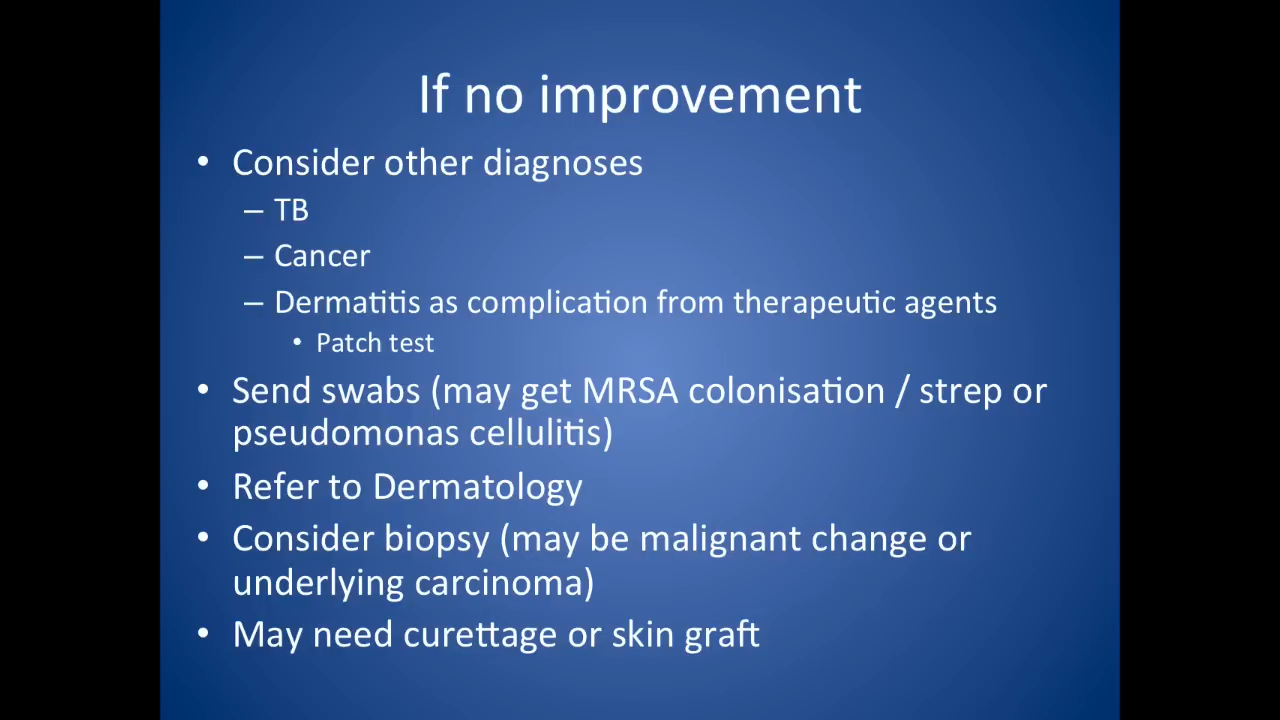 If no improvement
• Consider other diagnoses
– TB
– Cancer
– Dermatitis as complication from therapeutic agents
• Patch test
• Send swabs (may get MRSA colonisation / strep or
pseudomonas cellulitis)
• Refer to Dermatology
• Consider biopsy (may be malignant change or
underlying carcinoma)
• May need curettage or skin graft